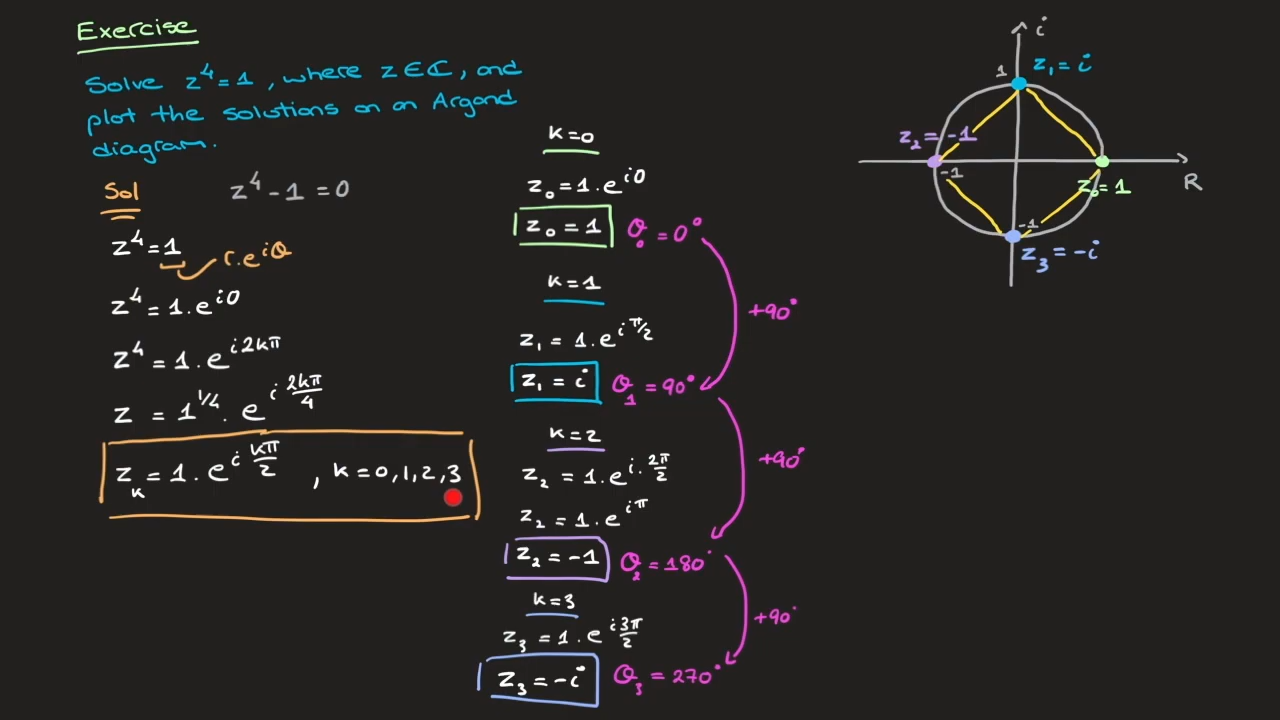 Exercise
Solve z⁴ = 1, where z ∈ ℂ, and
plot the solutions on an Argand
diagram.
Sol
z⁴ - 1 = 0
z⁴ = 1
r.e^{iθ}
z⁴ = 1.e^{i0}
z⁴ = 1.e^{i2kπ}
z = 1^{1/4}.e^{i 2kπ/4}
z_k = 1.e^{i kπ/2}, k = 0,1,2,3
k=0
z₀ = 1.e^{i0}
z₀ = 1 θ₀ = 0°
+90°
k=1
z₁ = 1.e^{i π/2}
z₁ = i θ₁ = 90°
+90°
k=2
z₂ = 1.e^{i. 2π/2}
z₂ = 1.e^{iπ}
z₂ = -1 θ₂ = 180°
+90°
k=3
z₃ = 1.e^{i 3π/2}
z₃ = -i θ₃ = 270°
i
1 z₁ = i
z₂ = -1
-1
R
z₀ = 1
-1
z₃ = -i